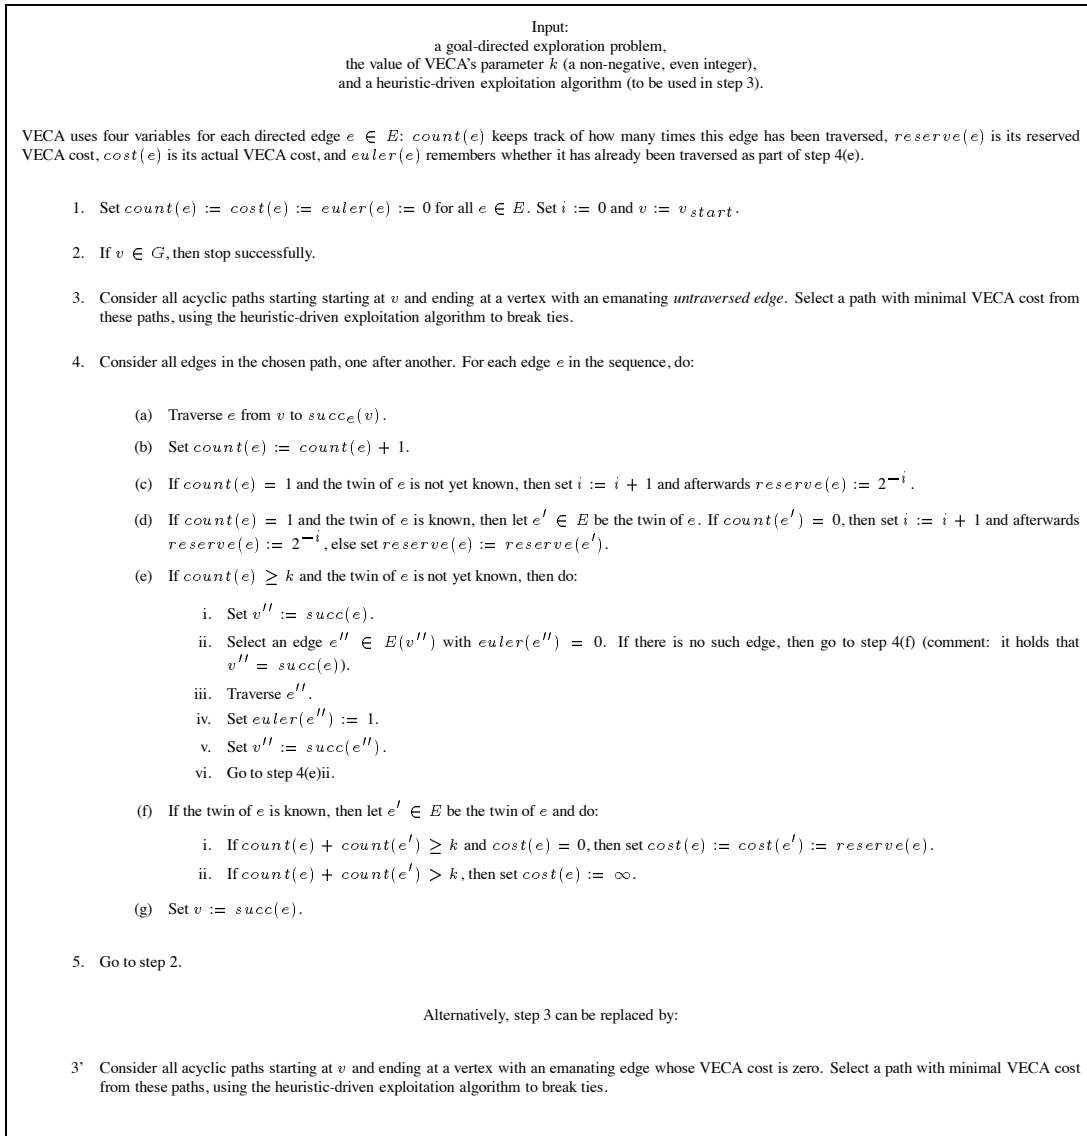 Input:
a goal-directed exploration problem,
the value of VECA's parameter k (a non-negative, even integer),
and a heuristic-driven exploitation algorithm (to be used in step 3).
VECA uses four variables for each directed edge e ∈ E: count(e) keeps track of how many times this edge has been traversed, reserve(e) is its reserved
VECA cost, cost(e) is its actual VECA cost, and euler(e) remembers whether it has already been traversed as part of step 4(e).
1. Set count(e) := cost(e) := euler(e) := 0 for all e ∈ E. Set i := 0 and v := v_start.
2. If v ∈ G, then stop successfully.
3. Consider all acyclic paths starting starting at v and ending at a vertex with an emanating untraversed edge. Select a path with minimal VECA cost from
these paths, using the heuristic-driven exploitation algorithm to break ties.
4. Consider all edges in the chosen path, one after another. For each edge e in the sequence, do:
(a) Traverse e from v to succ_e(v).
(b) Set count(e) := count(e) + 1.
(c) If count(e) = 1 and the twin of e is not yet known, then set i := i + 1 and afterwards reserve(e) := 2^{-i}.
(d) If count(e) = 1 and the twin of e is known, then let e' ∈ E be the twin of e. If count(e') = 0, then set i := i + 1 and afterwards
reserve(e) := 2^{-i}, else set reserve(e) := reserve(e').
(e) If count(e) ≥ k and the twin of e is not yet known, then do:
i. Set v'' := succ(e).
ii. Select an edge e'' ∈ E(v'') with euler(e'') = 0. If there is no such edge, then go to step 4(f) (comment: it holds that
v'' = succ(e)).
iii. Traverse e''.
iv. Set euler(e'') := 1.
v. Set v'' := succ(e'').
vi. Go to step 4(e)ii.
(f) If the twin of e is known, then let e' ∈ E be the twin of e and do:
i. If count(e) + count(e') ≥ k and cost(e) = 0, then set cost(e) := cost(e') := reserve(e).
ii. If count(e) + count(e') > k, then set cost(e) := ∞.
(g) Set v := succ(e).
5. Go to step 2.
Alternatively, step 3 can be replaced by:
3' Consider all acyclic paths starting at v and ending at a vertex with an emanating edge whose VECA cost is zero. Select a path with minimal VECA cost
from these paths, using the heuristic-driven exploitation algorithm to break ties.